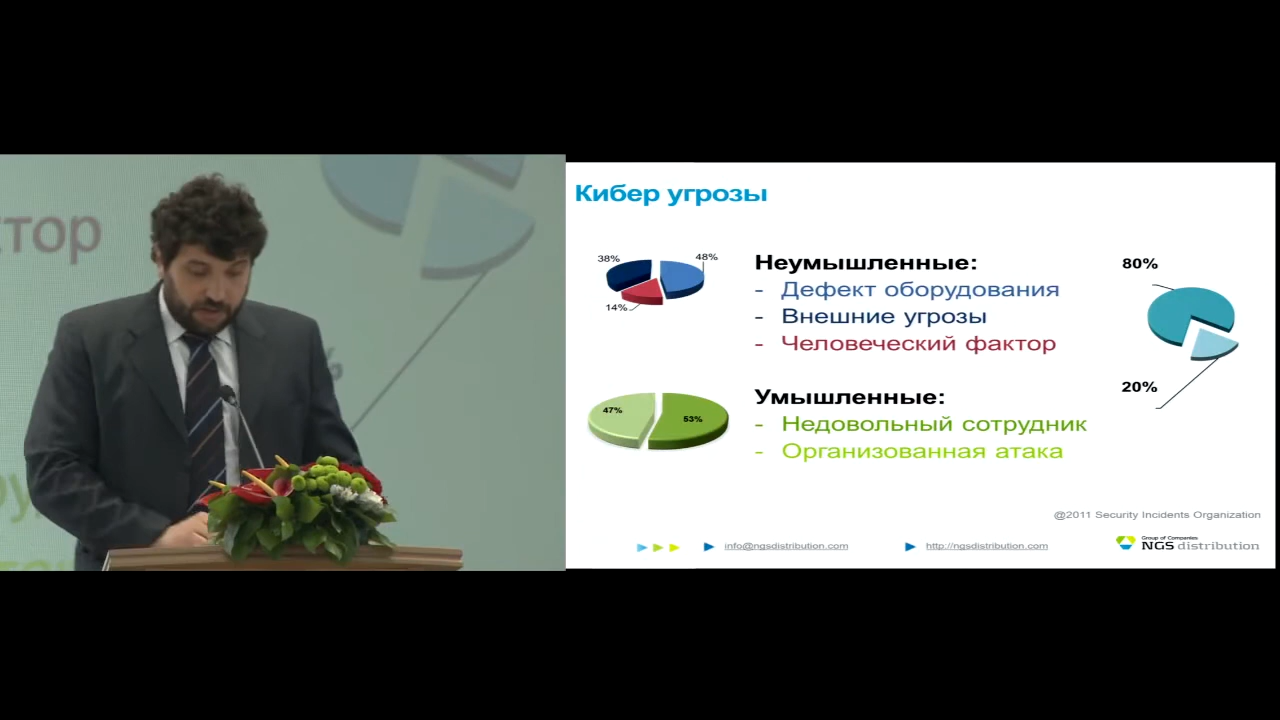 тор
%
Кибер угрозы
38%
48%
14%
Неумышленные:
- Дефект оборудования
- Внешние угрозы
- Человеческий фактор
80%
47%
53%
Умышленные:
- Недовольный сотрудник
- Организованная атака
20%
@2011 Security Incidents Organization
info@ngsdistribution.com
http://ngsdistribution.com
Group of Companies
NGS distribution